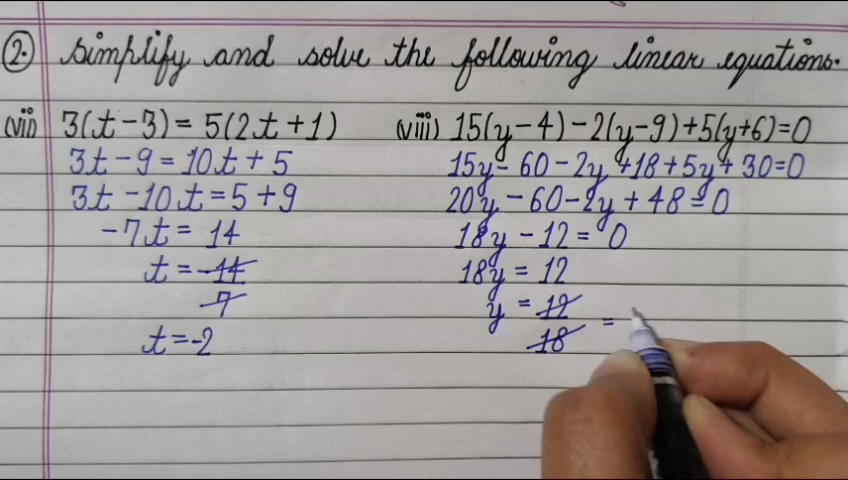 2. Simplify and solve the following linear equations.
(vii) 3(t-3) = 5(2t+1)
3t-9 = 10t+5
3t-10t = 5+9
-7t = 14
t = -14
7
t = -2
(viii) 15(y-4)-2(y-9)+5(y+6)=0
15y-60-2y+18+5y+30=0
20y-60-2y+48=0
18y-12=0
18y = 12
y = 12
18 =